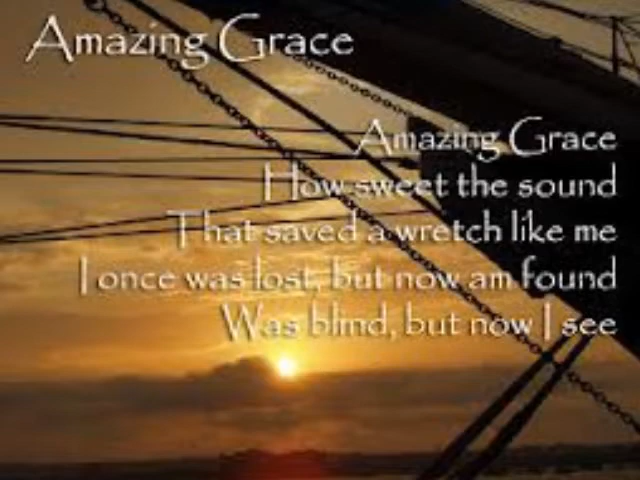 Amazing Grace
Amazing Grace
How sweet the sound
That saved a wretch like me
I once was lost, but now am found
Was blind, but now I see